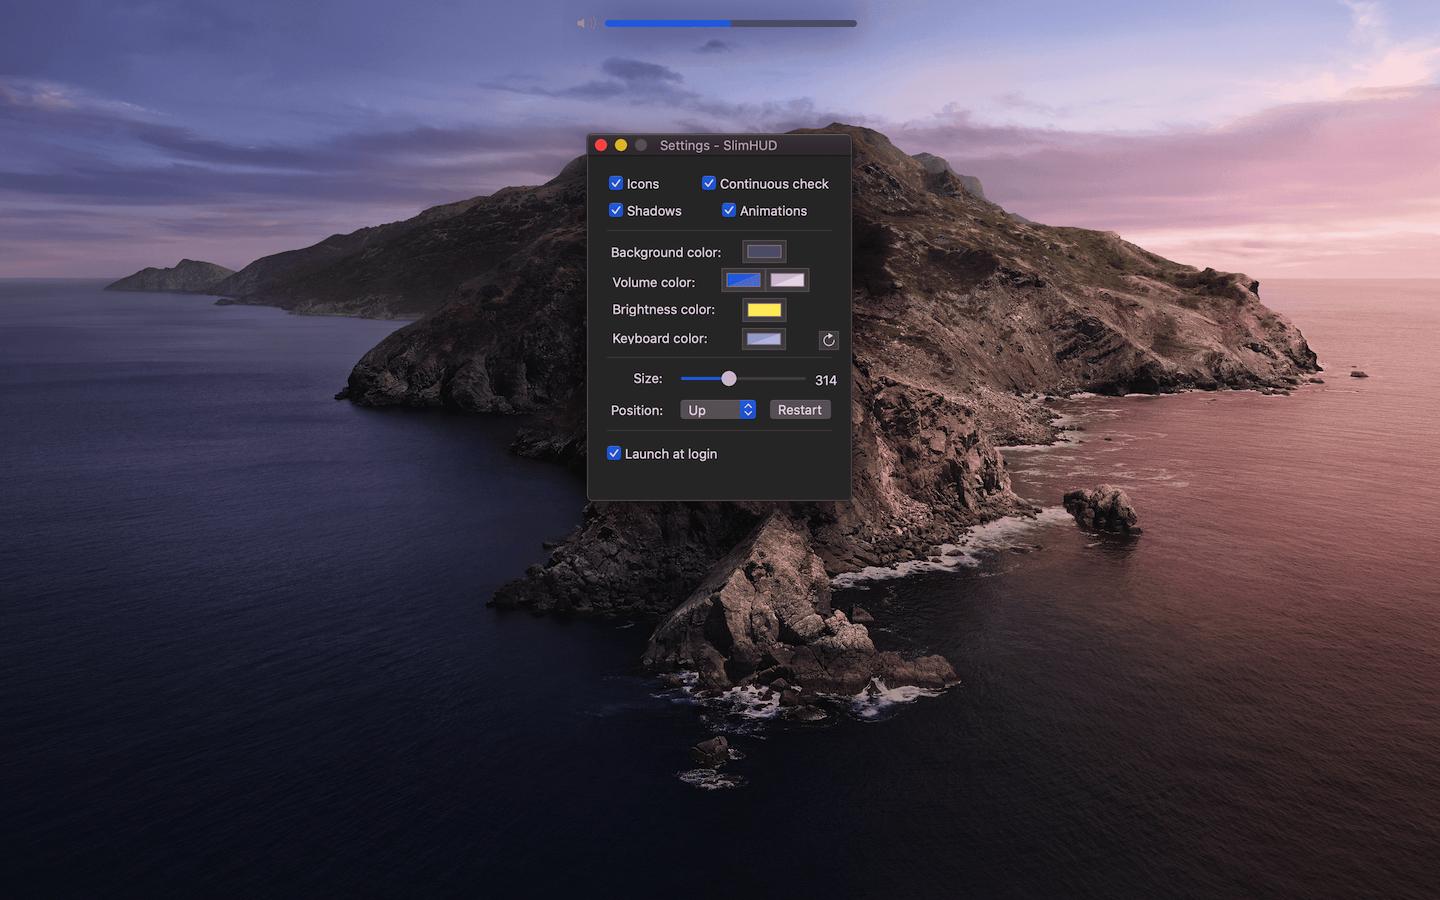 Settings - SlimHUD
Icons
Continuous check
Shadows
Animations
Background color:
Volume color:
Brightness color:
Keyboard color:
Size:
314
Position:
Up
Restart
Launch at login